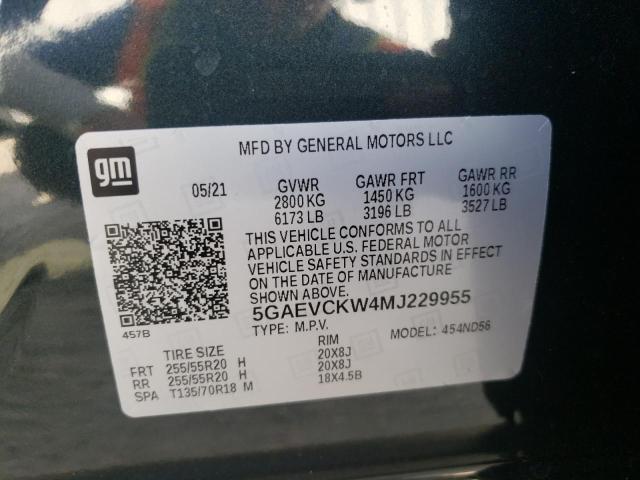 gm
MFD BY GENERAL MOTORS LLC
05/21 GVWR GAWR FRT GAWR RR
2800 KG 1450 KG 1600 KG
6173 LB 3196 LB 3527 LB
THIS VEHICLE CONFORMS TO ALL
APPLICABLE U.S. FEDERAL MOTOR
VEHICLE SAFETY STANDARDS IN EFFECT
ON THE DATE OF MANUFACTURE
SHOWN ABOVE.
457B
5GAEVCKW4MJ229955
TYPE: M.P.V. MODEL: 454ND56
TIRE SIZE RIM
FRT 255/55R20 H 20X8J
RR 255/55R20 H 20X8J
SPA T135/70R18 M 18X4.5B